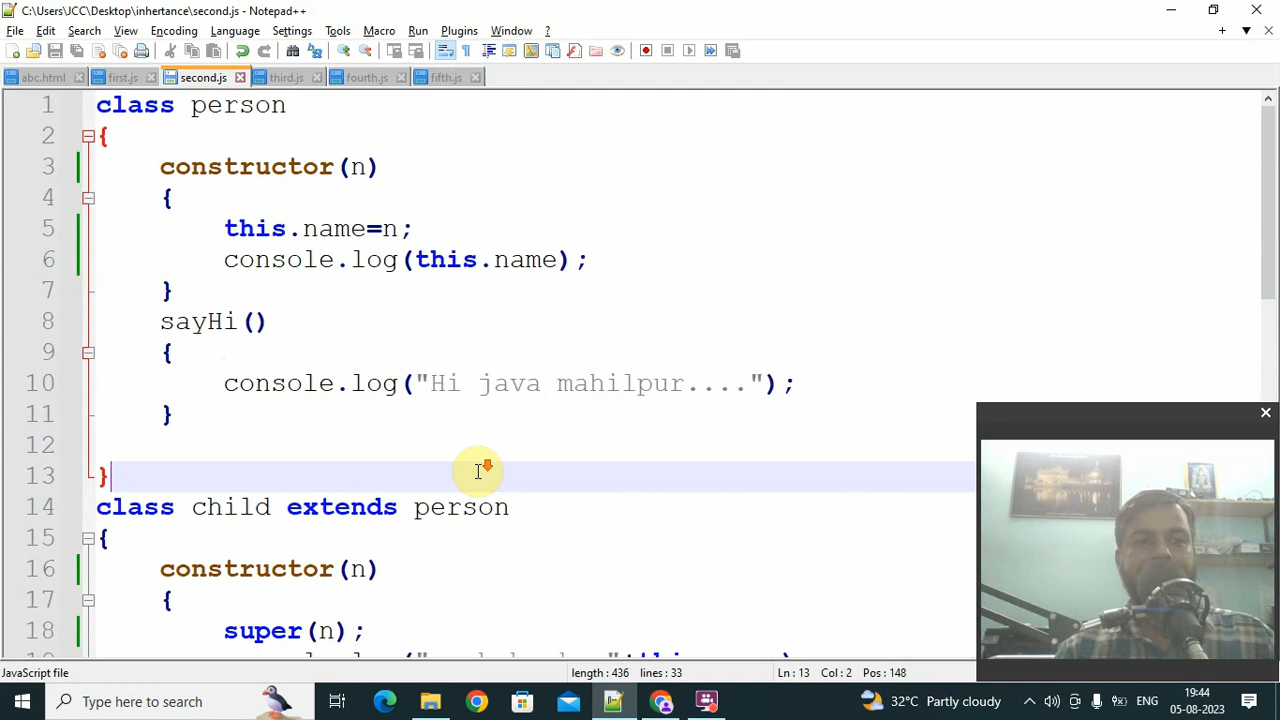 C:\Users\JCC\Desktop\inhertance\second.js - Notepad++
File Edit Search View Encoding Language Settings Tools Macro Run Plugins Window ?
abc.html first.js second.js third.js fourth.js fifth.js
1 class person
2 {
3 constructor(n)
4 {
5 this.name=n;
6 console.log(this.name);
7 }
8 sayHi()
9 {
10 console.log("Hi java mahilpur....");
11 }
12
13 }
14 class child extends person
15 {
16 constructor(n)
17 {
18 super(n);
JavaScript file length : 436 lines : 33 Ln : 13 Col : 2 Pos : 148
Type here to search 32°C Partly cloudy ENG 19:44
05-08-2023